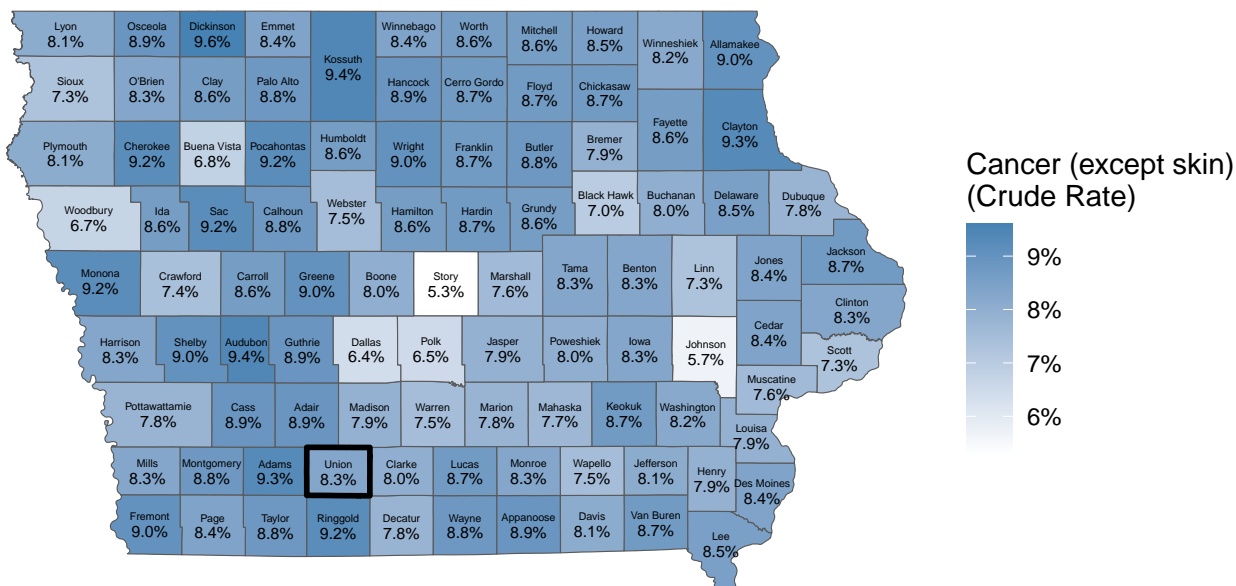 Lyon
8.1%
Osceola
8.9%
Dickinson
9.6%
Emmet
8.4%
Kossuth
9.4%
Winnebago
8.4%
Worth
8.6%
Mitchell
8.6%
Howard
8.5%
Winneshiek
8.2%
Allamakee
9.0%
Sioux
7.3%
O'Brien
8.3%
Clay
8.6%
Palo Alto
8.8%
Hancock
8.9%
Cerro Gordo
8.7%
Floyd
8.7%
Chickasaw
8.7%
Fayette
8.6%
Clayton
9.3%
Plymouth
8.1%
Cherokee
9.2%
Buena Vista
6.8%
Pocahontas
9.2%
Humboldt
8.6%
Wright
9.0%
Franklin
8.7%
Butler
8.8%
Bremer
7.9%
Woodbury
6.7%
Ida
8.6%
Sac
9.2%
Calhoun
8.8%
Webster
7.5%
Hamilton
8.6%
Hardin
8.7%
Grundy
8.6%
Black Hawk
7.0%
Buchanan
8.0%
Delaware
8.5%
Dubuque
7.8%
Monona
9.2%
Crawford
7.4%
Carroll
8.6%
Greene
9.0%
Boone
8.0%
Story
5.3%
Marshall
7.6%
Tama
8.3%
Benton
8.3%
Linn
7.3%
Jones
8.4%
Jackson
8.7%
Clinton
8.3%
Harrison
8.3%
Shelby
9.0%
Audubon
9.4%
Guthrie
8.9%
Dallas
6.4%
Polk
6.5%
Jasper
7.9%
Poweshiek
8.0%
Iowa
8.3%
Johnson
5.7%
Cedar
8.4%
Scott
7.3%
Muscatine
7.6%
Pottawattamie
7.8%
Cass
8.9%
Adair
8.9%
Madison
7.9%
Warren
7.5%
Marion
7.8%
Mahaska
7.7%
Keokuk
8.7%
Washington
8.2%
Louisa
7.9%
Mills
8.3%
Montgomery
8.8%
Adams
9.3%
Union
8.3%
Clarke
8.0%
Lucas
8.7%
Monroe
8.3%
Wapello
7.5%
Jefferson
8.1%
Henry
7.9%
Des Moines
8.4%
Fremont
9.0%
Page
8.4%
Taylor
8.8%
Ringgold
9.2%
Decatur
7.8%
Wayne
8.8%
Appanoose
8.9%
Davis
8.1%
Van Buren
8.7%
Lee
8.5%
Cancer (except skin)
(Crude Rate)
9%
8%
7%
6%